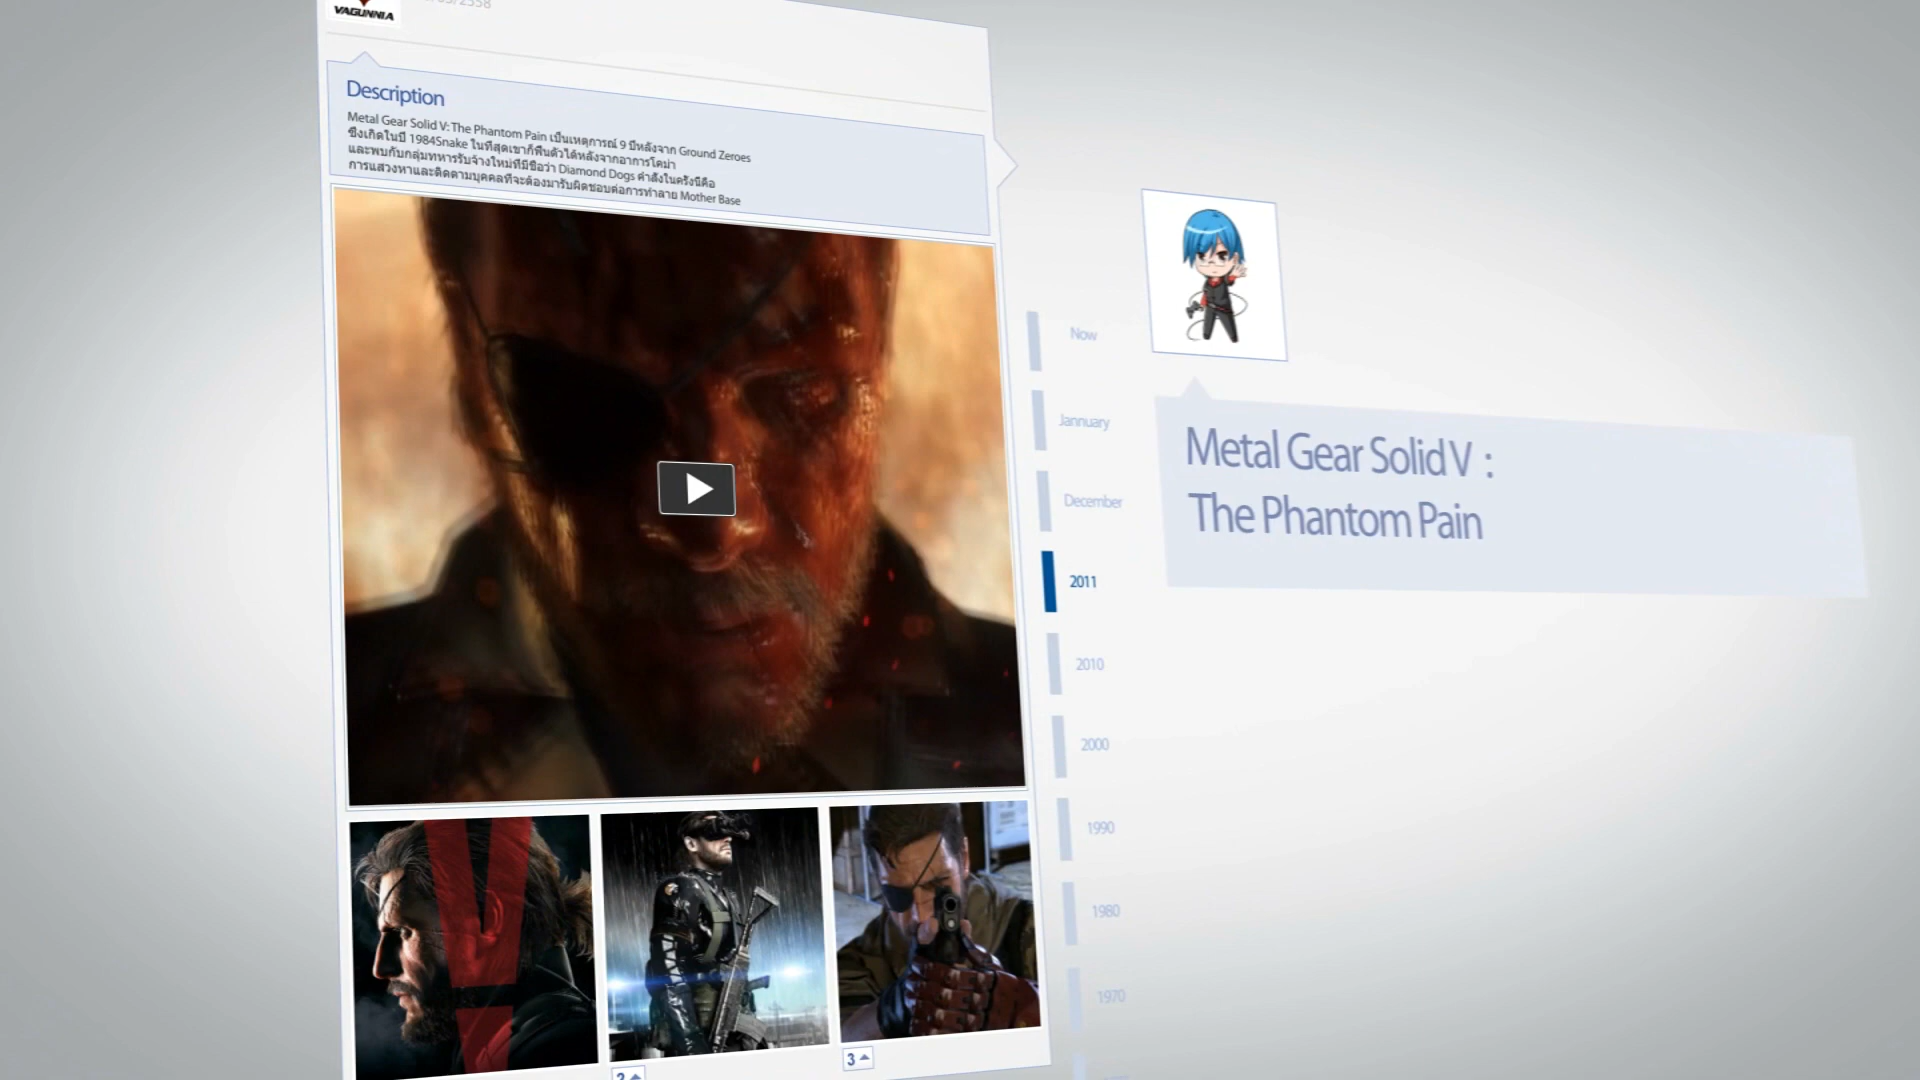 VAGUNNIA
/2558
Description
Metal Gear Solid V: The Phantom Pain เป็นเหตุการณ์ 9 ปีหลังจาก Ground Zeroes
ซึ่งเกิดในปี 1984Snake ในที่สุดเขาก็ฟื้นตัวได้หลังจากอาการโคม่า
และพบกับกลุ่มทหารรับจ้างใหม่ที่มีชื่อว่า Diamond Dogs คำสั่งในครั้งนี้คือ
การแสวงหาและติดตามบุคคลที่จะต้องมารับผิดชอบต่อการทำลาย Mother Base
Metal Gear Solid V :
The Phantom Pain
Now
Jannuary
December
2011
2010
2000
1990
1980
1970
V
2
3